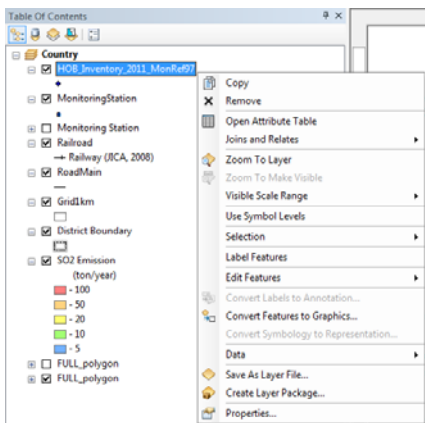 Table Of Contents
Country
HOB_Inventory_2011_MonRef97
MonitoringStation
Monitoring Station
Railroad
Railway (JICA, 2008)
RoadMain
Grid1km
District Boundary
SO2 Emission
(ton/year)
- 100
- 50
- 20
- 10
- 5
FULL_polygon
FULL_polygon
Copy
Remove
Open Attribute Table
Joins and Relates
Zoom To Layer
Zoom To Make Visible
Visible Scale Range
Use Symbol Levels
Selection
Label Features
Edit Features
Convert Labels to Annotation...
Convert Features to Graphics...
Convert Symbology to Representation...
Data
Save As Layer File...
Create Layer Package...
Properties...